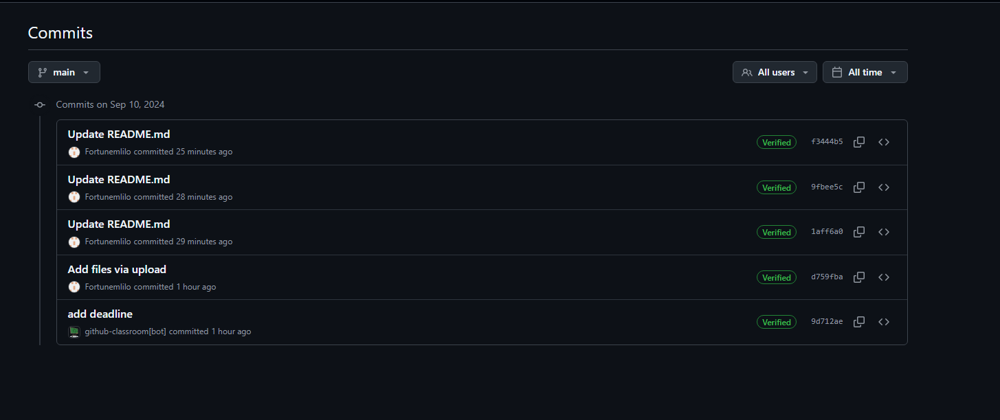 Commits
main
All users
All time
Commits on Sep 10, 2024
Update README.md
Fortunemlilo committed 25 minutes ago
Verified
f3444b5
Update README.md
Fortunemlilo committed 28 minutes ago
Verified
9fbee5c
Update README.md
Fortunemlilo committed 29 minutes ago
Verified
1aff6a0
Add files via upload
Fortunemlilo committed 1 hour ago
Verified
d759fba
add deadline
github-classroom[bot] committed 1 hour ago
Verified
9d712ae